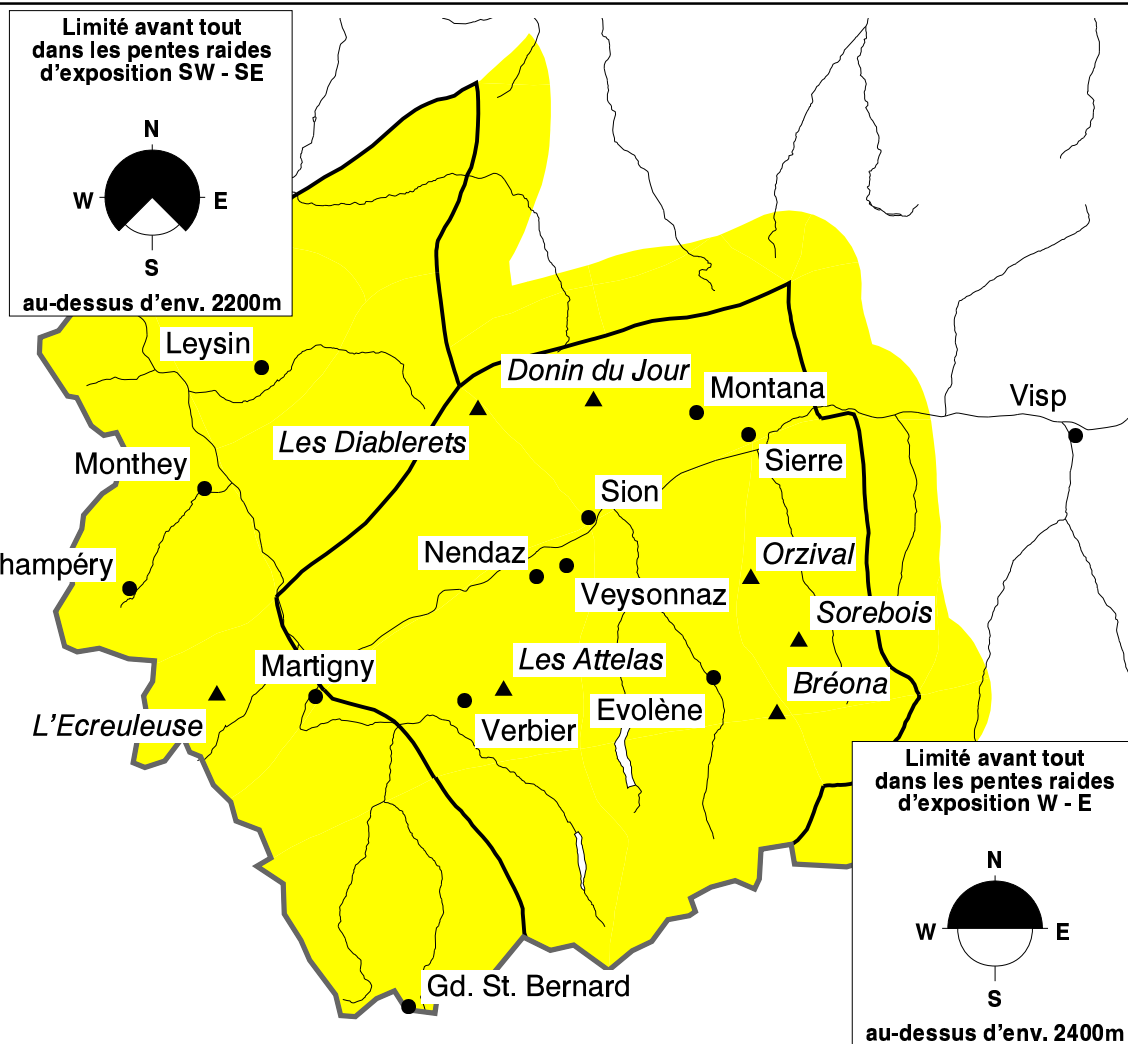 Limité avant tout
dans les pentes raides
d'exposition SW - SE
N
W E
S
au-dessus d'env. 2200m
Leysin
Donin du Jour
Montana
Visp
Les Diablerets
Sierre
Monthey
Sion
Nendaz
Orzival
hampéry
Veysonnaz
Sorebois
Les Attelas
Martigny
Bréona
L'Ecreuleuse
Evolène
Verbier
Limité avant tout
dans les pentes raides
d'exposition W - E
N
W E
S
Gd. St. Bernard
au-dessus d'env. 2400m